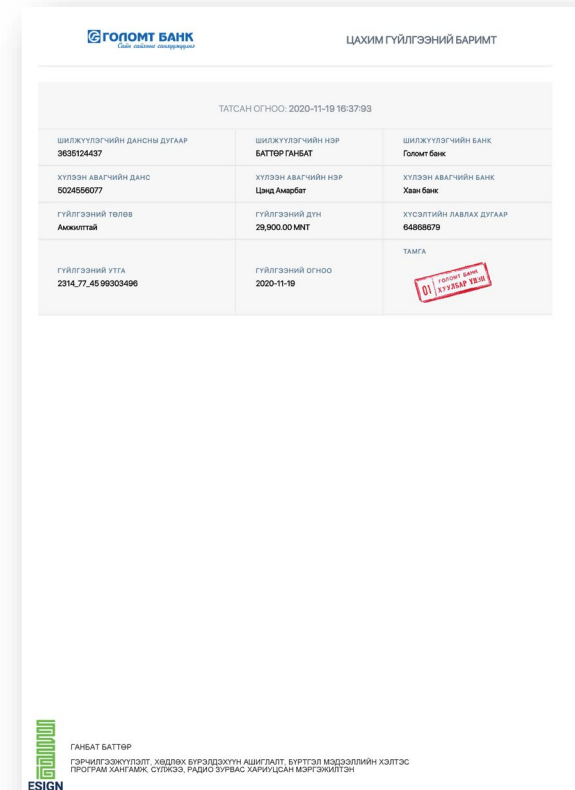 ГОЛОМТ БАНК
Сайн сайхныг санаачлагч
ЦАХИМ ГҮЙЛГЭЭНИЙ БАРИМТ
ТАТСАН ОГНОО: 2020-11-19 16:37:93
ШИЛЖҮҮЛЭГЧИЙН ДАНСНЫ ДУГААР
3635124437
ШИЛЖҮҮЛЭГЧИЙН НЭР
БАТТӨР ГАНБАТ
ШИЛЖҮҮЛЭГЧИЙН БАНК
Голомт банк
ХҮЛЭЭН АВАГЧИЙН ДАНС
5024556077
ХҮЛЭЭН АВАГЧИЙН НЭР
Цэнд Амарбат
ХҮЛЭЭН АВАГЧИЙН БАНК
Хаан банк
ГҮЙЛГЭЭНИЙ ТӨЛӨВ
Амжилттай
ГҮЙЛГЭЭНИЙ ДҮН
29,900.00 MNT
ХҮСЭЛТИЙН ЛАВЛАХ ДУГААР
64868679
ГҮЙЛГЭЭНИЙ УТГА
2314_77_45 99303496
ГҮЙЛГЭЭНИЙ ОГНОО
2020-11-19
ТАМГА
01
ГОЛОМТ БАНК
ХУУЛБАР ҮНЭН
ГАНБАТ БАТТӨР
ГЭРЧИЛГЭЭЖҮҮЛЭЛТ, ХӨДЛӨХ БҮРЭЛДЭХҮҮН АШИГЛАЛТ, БҮРТГЭЛ МЭДЭЭЛЛИЙН ХЭЛТЭС
ПРОГРАМ ХАНГАМЖ, СҮЛЖЭЭ, РАДИО ЗУРВАС ХАРИУЦСАН МЭРГЭЖИЛТЭН
ESIGN